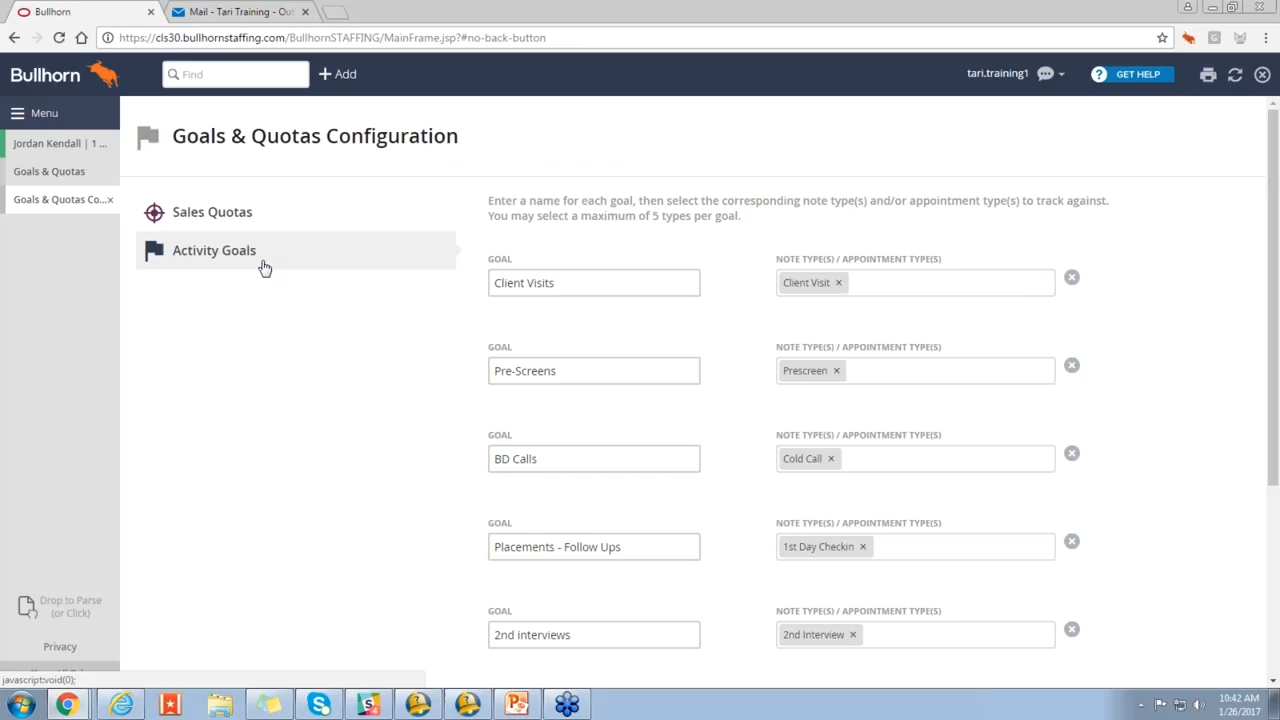 Bullhorn
Mail - Tari Training - Out
https://cls30.bullhornstaffing.com/BullhornSTAFFING/MainFrame.jsp?#no-back-button
Bullhorn
Find
Add
tari.training1
? GET HELP
Menu
Jordan Kendall | 1 ...
Goals & Quotas
Goals & Quotas Co...
Goals & Quotas Configuration
Sales Quotas
Activity Goals
Enter a name for each goal, then select the corresponding note type(s) and/or appointment type(s) to track against.
You may select a maximum of 5 types per goal.
GOAL
NOTE TYPE(S) / APPOINTMENT TYPE(S)
Client Visits
Client Visit
GOAL
NOTE TYPE(S) / APPOINTMENT TYPE(S)
Pre-Screens
Prescreen
GOAL
NOTE TYPE(S) / APPOINTMENT TYPE(S)
BD Calls
Cold Call
GOAL
NOTE TYPE(S) / APPOINTMENT TYPE(S)
Placements - Follow Ups
1st Day Checkin
GOAL
NOTE TYPE(S) / APPOINTMENT TYPE(S)
2nd interviews
2nd Interview
Drop to Parse
(or Click)
Privacy
javascript:void(0);
10:42 AM
1/26/2017